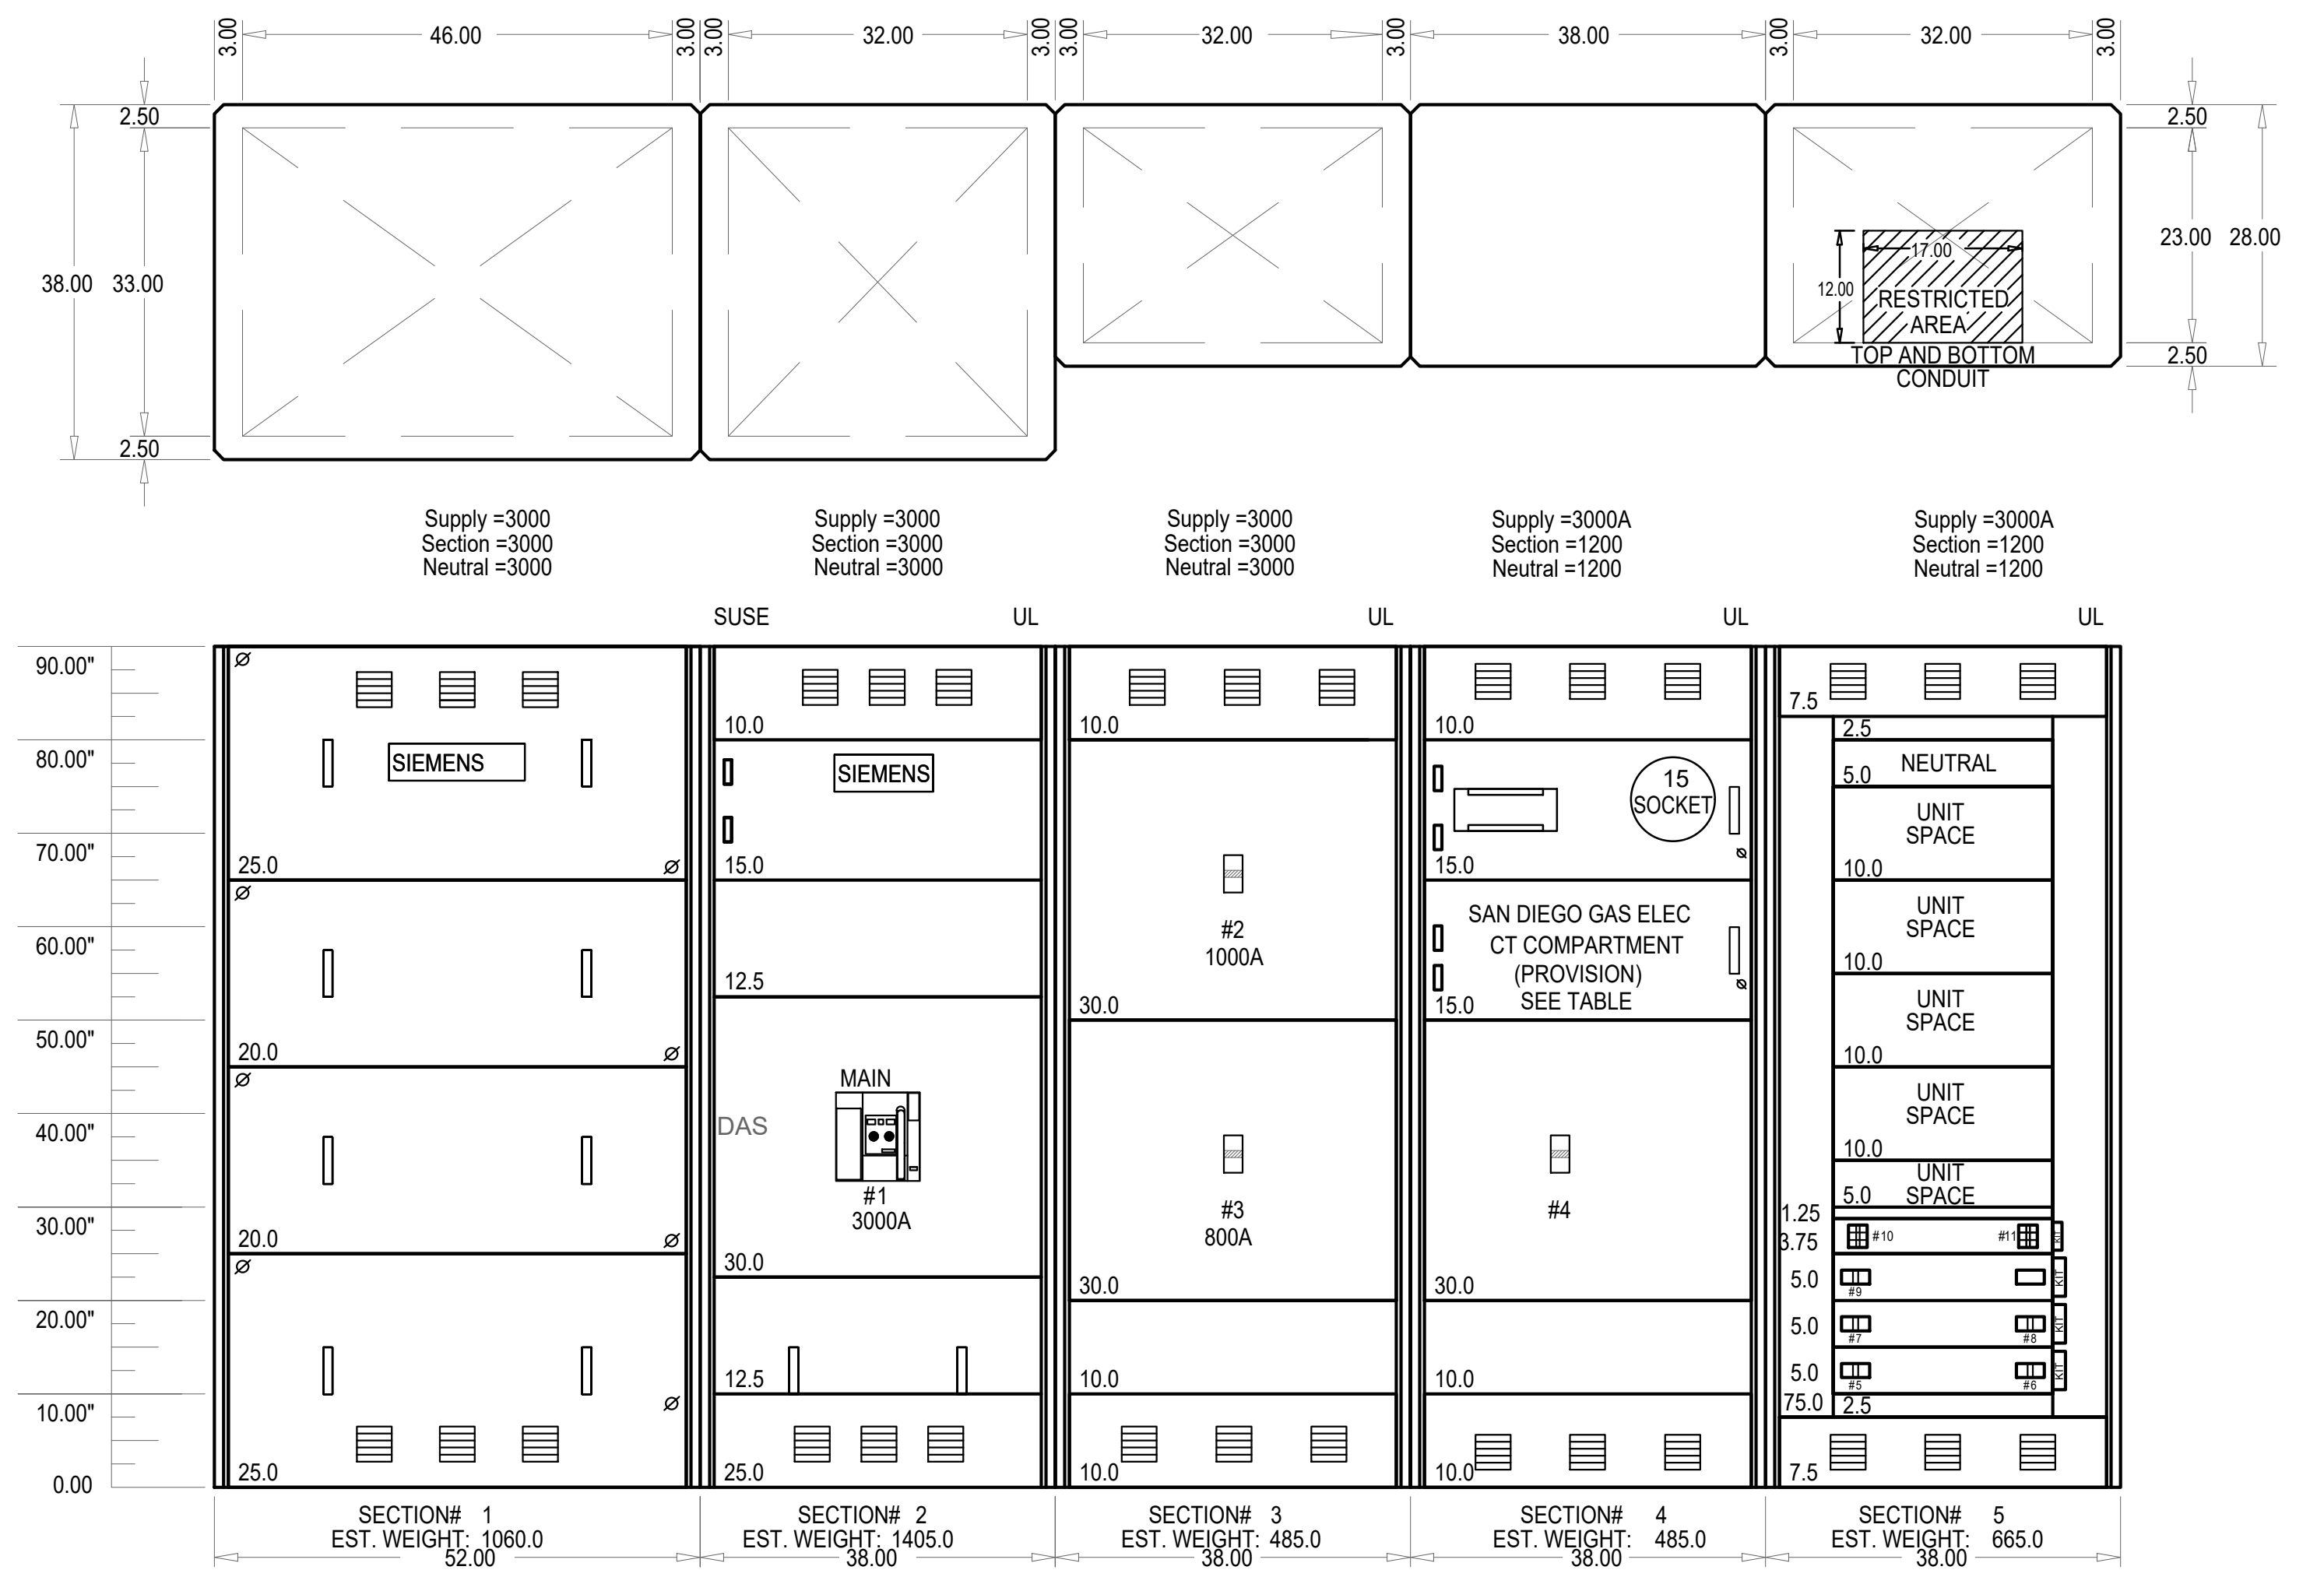 3.00 46.00 3.00 3.00 32.00 3.00 3.00 32.00 3.00 38.00 3.00 32.00 3.00
2.50
38.00 33.00
2.50
17.00
12.00
RESTRICTED
AREA
TOP AND BOTTOM
CONDUIT
2.50
23.00 28.00
2.50
Supply =3000
Section =3000
Neutral =3000
Supply =3000
Section =3000
Neutral =3000
Supply =3000
Section =3000
Neutral =3000
Supply =3000A
Section =1200
Neutral =1200
Supply =3000A
Section =1200
Neutral =1200
SUSE UL UL UL UL
90.00"
80.00"
70.00"
60.00"
50.00"
40.00"
30.00"
20.00"
10.00"
0.00
SIEMENS
25.0
20.0
20.0
25.0
10.0
SIEMENS
15.0
12.5
MAIN
DAS
#1
3000A
30.0
12.5
25.0
10.0
#2
1000A
30.0
#3
800A
30.0
10.0
10.0
10.0
15
SOCKET
15.0
SAN DIEGO GAS ELEC
CT COMPARTMENT
(PROVISION)
SEE TABLE
15.0
#4
30.0
10.0
10.0
7.5
2.5
NEUTRAL
5.0
UNIT
SPACE
10.0
UNIT
SPACE
10.0
UNIT
SPACE
10.0
UNIT
SPACE
10.0
UNIT
SPACE
5.0
1.25
3.75 #10 #11 KIT
5.0 #9 KIT
5.0 #7 #8 KIT
5.0 #5 #6 KIT
75.0 2.5
7.5
SECTION# 1
EST. WEIGHT: 1060.0
52.00
SECTION# 2
EST. WEIGHT: 1405.0
38.00
SECTION# 3
EST. WEIGHT: 485.0
38.00
SECTION# 4
EST. WEIGHT: 485.0
38.00
SECTION# 5
EST. WEIGHT: 665.0
38.00